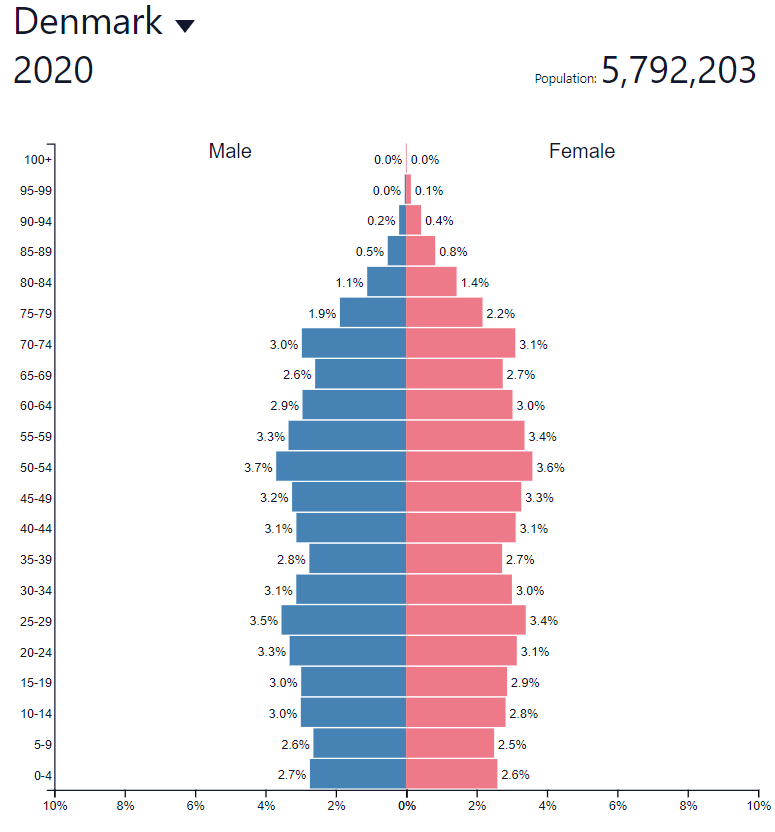 Denmark
2020
Population: 5,792,203
Male Female
100+ 0.0% 0.0%
95-99 0.0% 0.1%
90-94 0.2% 0.4%
85-89 0.5% 0.8%
80-84 1.1% 1.4%
75-79 1.9% 2.2%
70-74 3.0% 3.1%
65-69 2.6% 2.7%
60-64 2.9% 3.0%
55-59 3.3% 3.4%
50-54 3.7% 3.6%
45-49 3.2% 3.3%
40-44 3.1% 3.1%
35-39 2.8% 2.7%
30-34 3.1% 3.0%
25-29 3.5% 3.4%
20-24 3.3% 3.1%
15-19 3.0% 2.9%
10-14 3.0% 2.8%
5-9 2.6% 2.5%
0-4 2.7% 2.6%
10% 8% 6% 4% 2% 0% 2% 4% 6% 8% 10%